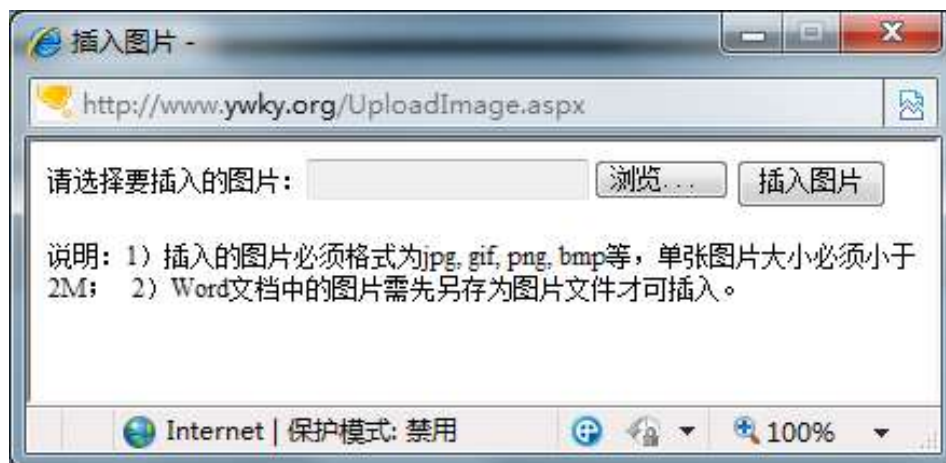 插入图片 -
http://www.ywky.org/UploadImage.aspx
请选择要插入的图片： 浏览... 插入图片
说明：1）插入的图片必须格式为jpg, gif, png, bmp等，单张图片大小必须小于
2M； 2）Word文档中的图片需先另存为图片文件才可插入。
Internet | 保护模式: 禁用 100%